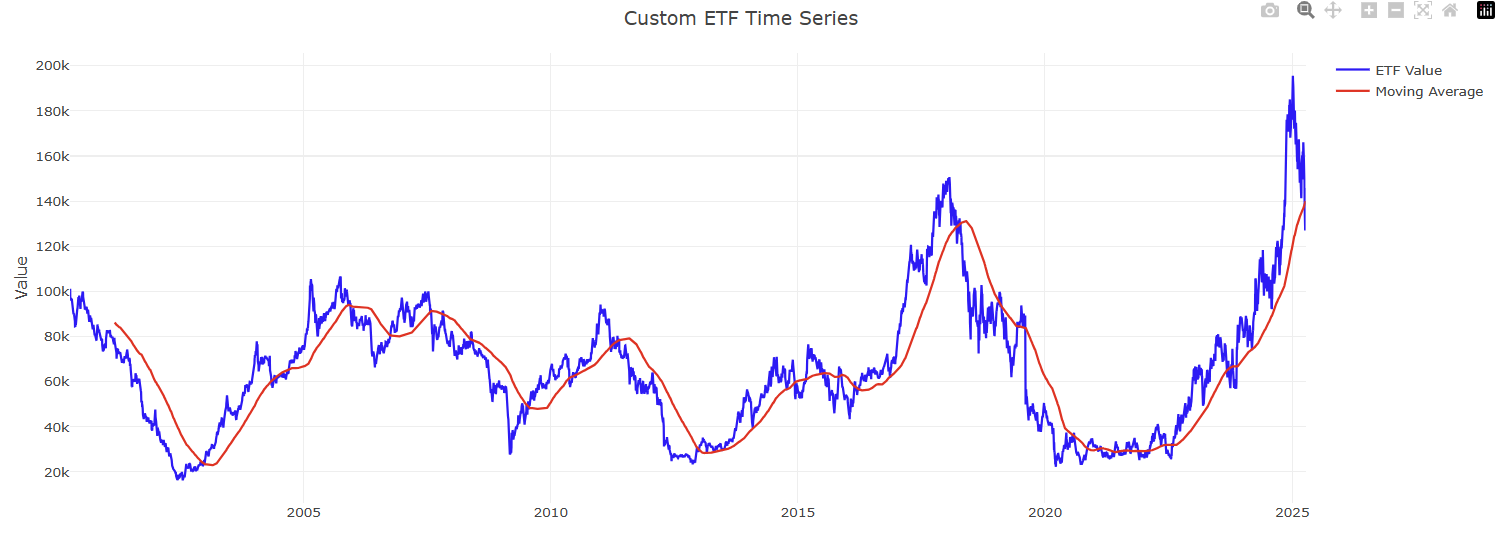 Custom ETF Time Series
ETF Value
Moving Average
Value
200k
180k
160k
140k
120k
100k
80k
60k
40k
20k
2005
2010
2015
2020
2025